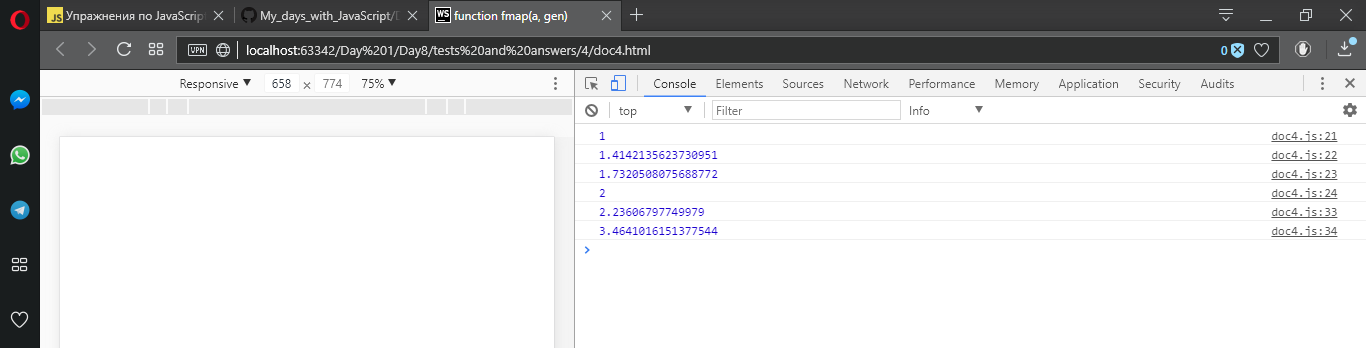 JS Упражнения по JavaScript
My_days_with_JavaScript/D
WS function fmap(a, gen)
VPN localhost:63342/Day%201/Day8/tests%20and%20answers/4/doc4.html 0
Responsive ▼ 658 × 774 75% ▼
Console Elements Sources Network Performance Memory Application Security Audits
top ▼ Filter Info ▼
1 doc4.js:21
1.4142135623730951 doc4.js:22
1.7320508075688772 doc4.js:23
2 doc4.js:24
2.23606797749979 doc4.js:33
3.4641016151377544 doc4.js:34